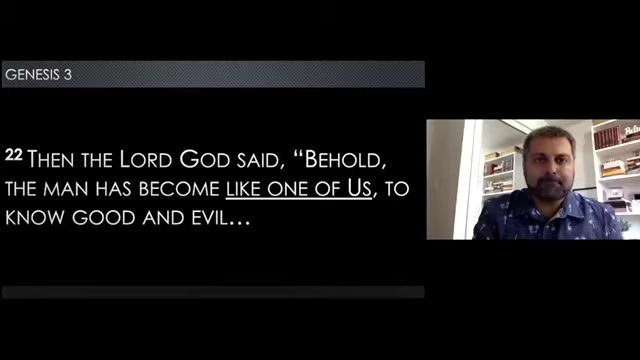 GENESIS 3
22 THEN THE LORD GOD SAID, “BEHOLD,
THE MAN HAS BECOME LIKE ONE OF US, TO
KNOW GOOD AND EVIL…